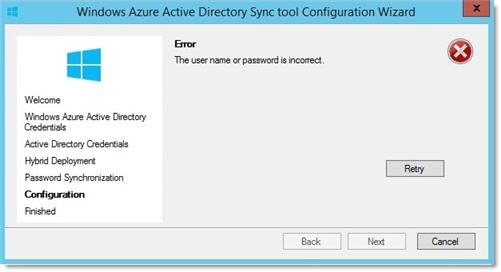 Windows Azure Active Directory Sync tool Configuration Wizard
x
Error
The user name or password is incorrect.
Welcome
Windows Azure Active Directory
Credentials
Active Directory Credentials
Hybrid Deployment
Password Synchronization
Configuration
Finished
Retry
Back
Next
Cancel